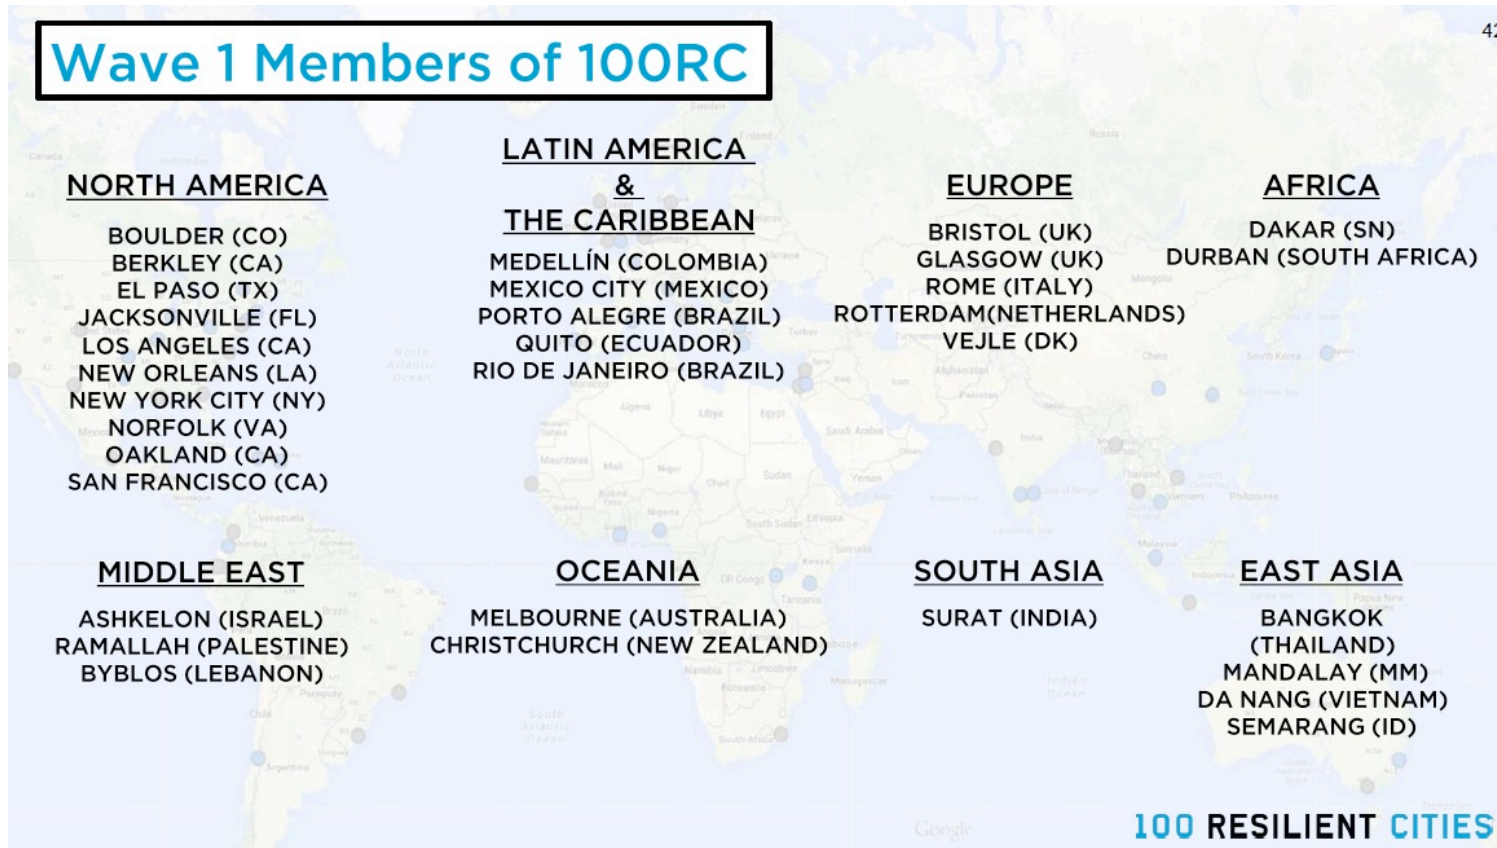 42
Wave 1 Members of 100RC
NORTH AMERICA
BOULDER (CO)
BERKLEY (CA)
EL PASO (TX)
JACKSONVILLE (FL)
LOS ANGELES (CA)
NEW ORLEANS (LA)
NEW YORK CITY (NY)
NORFOLK (VA)
OAKLAND (CA)
SAN FRANCISCO (CA)
LATIN AMERICA
&
THE CARIBBEAN
MEDELLÍN (COLOMBIA)
MEXICO CITY (MEXICO)
PORTO ALEGRE (BRAZIL)
QUITO (ECUADOR)
RIO DE JANEIRO (BRAZIL)
EUROPE
BRISTOL (UK)
GLASGOW (UK)
ROME (ITALY)
ROTTERDAM(NETHERLANDS)
VEJLE (DK)
AFRICA
DAKAR (SN)
DURBAN (SOUTH AFRICA)
MIDDLE EAST
ASHKELON (ISRAEL)
RAMALLAH (PALESTINE)
BYBLOS (LEBANON)
OCEANIA
MELBOURNE (AUSTRALIA)
CHRISTCHURCH (NEW ZEALAND)
SOUTH ASIA
SURAT (INDIA)
EAST ASIA
BANGKOK
(THAILAND)
MANDALAY (MM)
DA NANG (VIETNAM)
SEMARANG (ID)
Google
100 RESILIENT CITIES